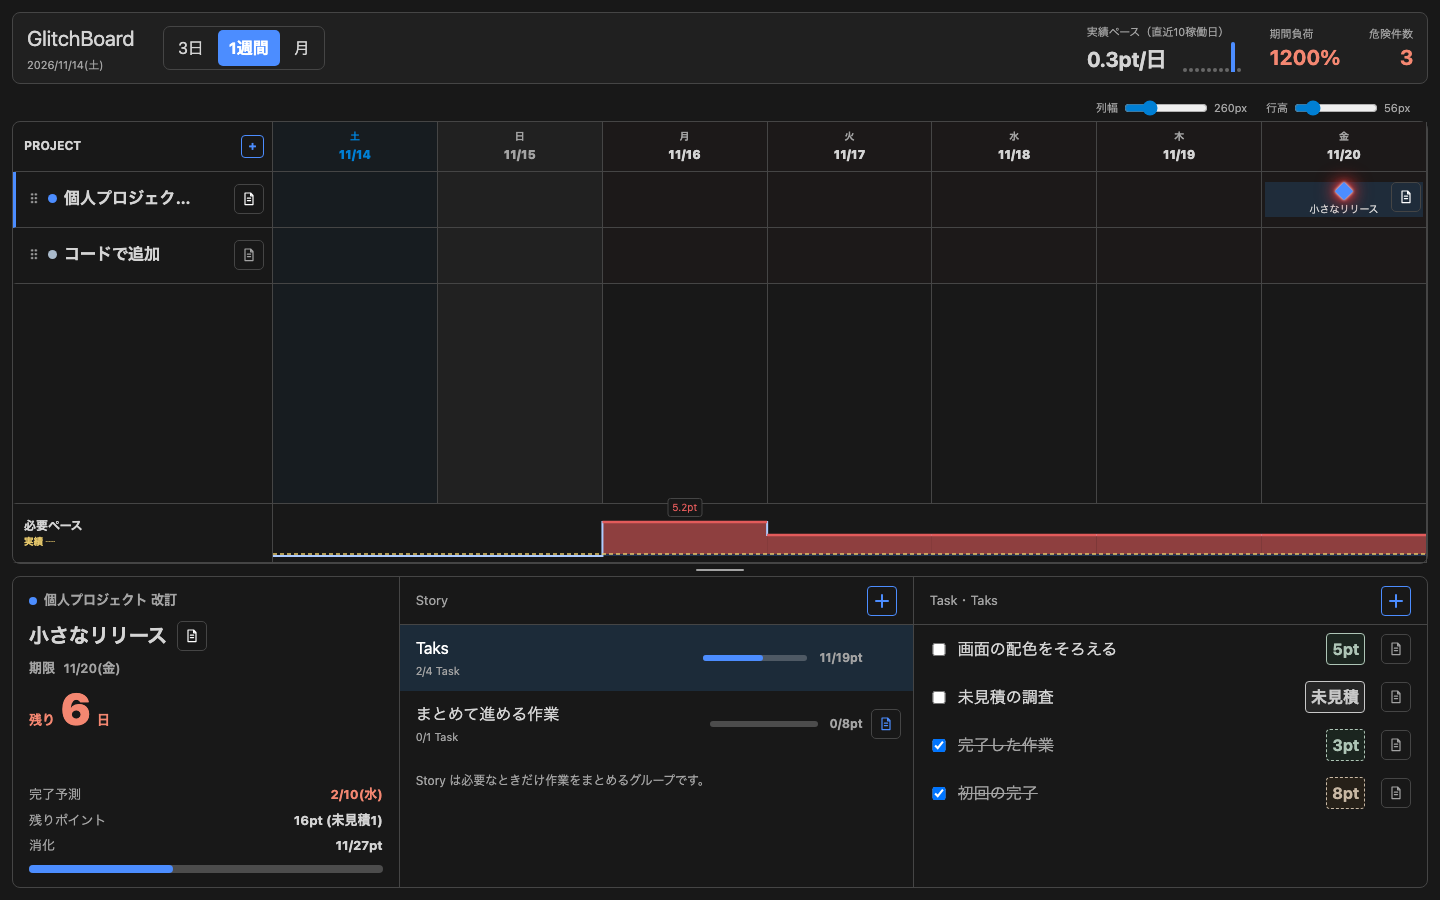 GlitchBoard
2026/11/14(土)
3日 1週間 月
実績ペース（直近10稼働日）
0.3pt/日
期間負荷
1200%
危険件数
3
列幅 260px 行高 56px
PROJECT +
土 11/14
日 11/15
月 11/16
火 11/17
水 11/18
木 11/19
金 11/20
個人プロジェク...
小さなリリース
コードで追加
必要ペース
実績
5.2pt
個人プロジェクト 改訂
小さなリリース
期限 11/20(金)
残り 6 日
完了予測 2/10(水)
残りポイント 16pt (未見積1)
消化 11/27pt
Story +
Taks 11/19pt
2/4 Task
まとめて進める作業 0/8pt
0/1 Task
Story は必要なときだけ作業をまとめるグループです。
Task・Taks +
画面の配色をそろえる 5pt
未見積の調査 未見積
完了した作業 3pt
初回の完了 8pt